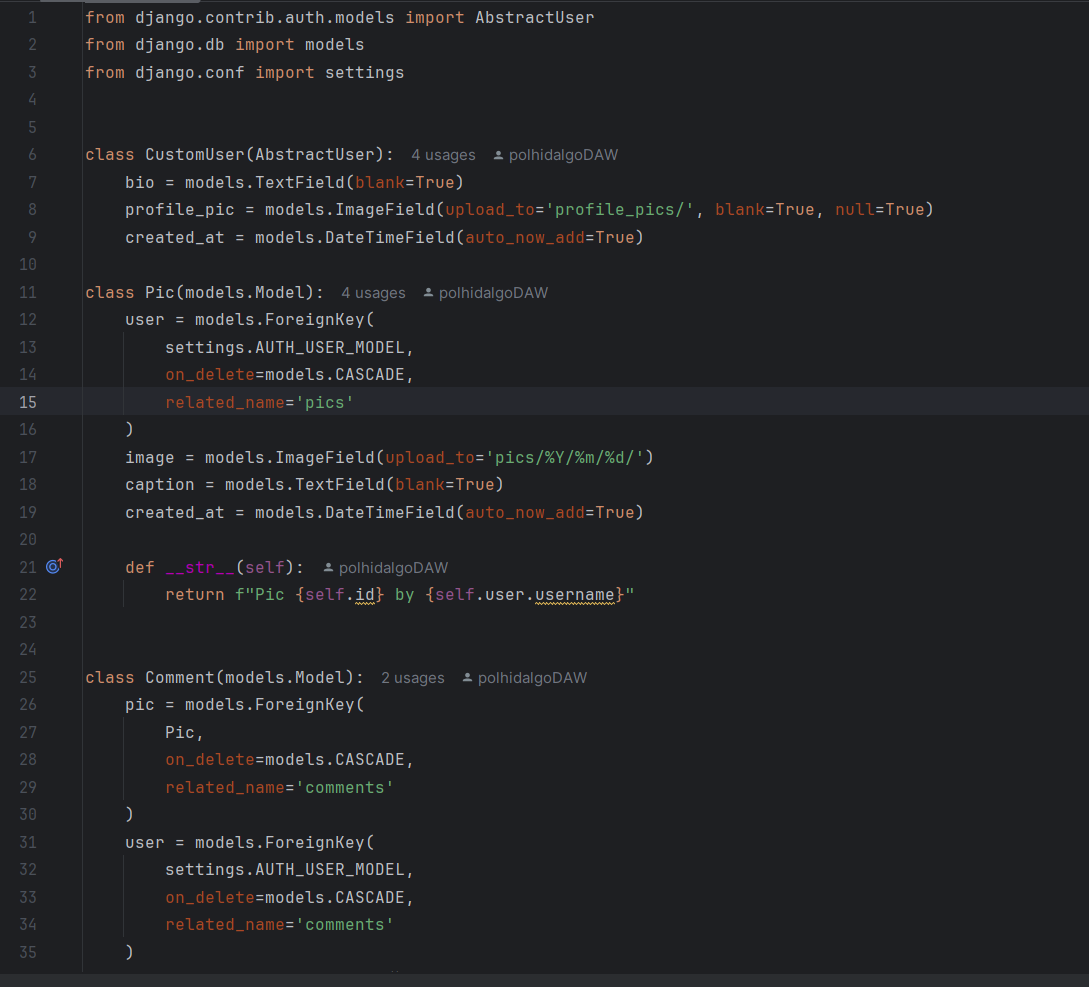 1 from django.contrib.auth.models import AbstractUser
2 from django.db import models
3 from django.conf import settings
4
5
6 class CustomUser(AbstractUser): 4 usages polhidalgoDAW
7 bio = models.TextField(blank=True)
8 profile_pic = models.ImageField(upload_to='profile_pics/', blank=True, null=True)
9 created_at = models.DateTimeField(auto_now_add=True)
10
11 class Pic(models.Model): 4 usages polhidalgoDAW
12 user = models.ForeignKey(
13 settings.AUTH_USER_MODEL,
14 on_delete=models.CASCADE,
15 related_name='pics'
16 )
17 image = models.ImageField(upload_to='pics/%Y/%m/%d/')
18 caption = models.TextField(blank=True)
19 created_at = models.DateTimeField(auto_now_add=True)
20
21 def __str__(self): polhidalgoDAW
22 return f"Pic {self.id} by {self.user.username}"
23
24
25 class Comment(models.Model): 2 usages polhidalgoDAW
26 pic = models.ForeignKey(
27 Pic,
28 on_delete=models.CASCADE,
29 related_name='comments'
30 )
31 user = models.ForeignKey(
32 settings.AUTH_USER_MODEL,
33 on_delete=models.CASCADE,
34 related_name='comments'
35 )